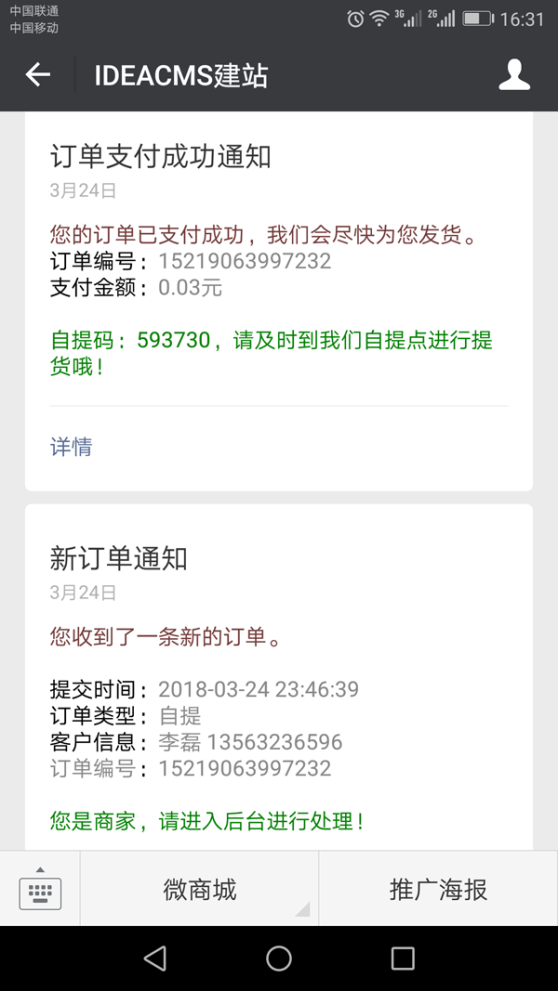 中国联通
中国移动
3G 2G 16:31
IDEACMS建站
订单支付成功通知
3月24日
您的订单已支付成功，我们会尽快为您发货。
订单编号：15219063997232
支付金额：0.03元
自提码：593730，请及时到我们自提点进行提
货哦！
详情
新订单通知
3月24日
您收到了一条新的订单。
提交时间：2018-03-24 23:46:39
订单类型：自提
客户信息：李磊 13563236596
订单编号：15219063997232
您是商家，请进入后台进行处理！
微商城 推广海报